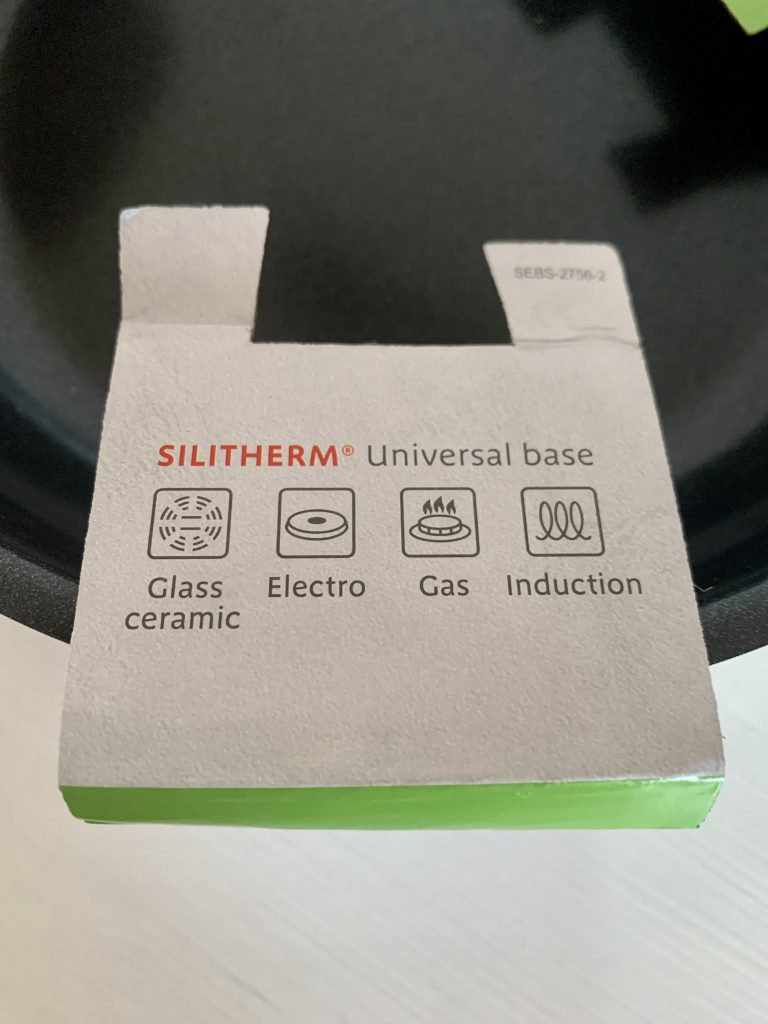 SEBS-2756-2
SILITHERM® Universal base
Glass ceramic
Electro
Gas
Induction